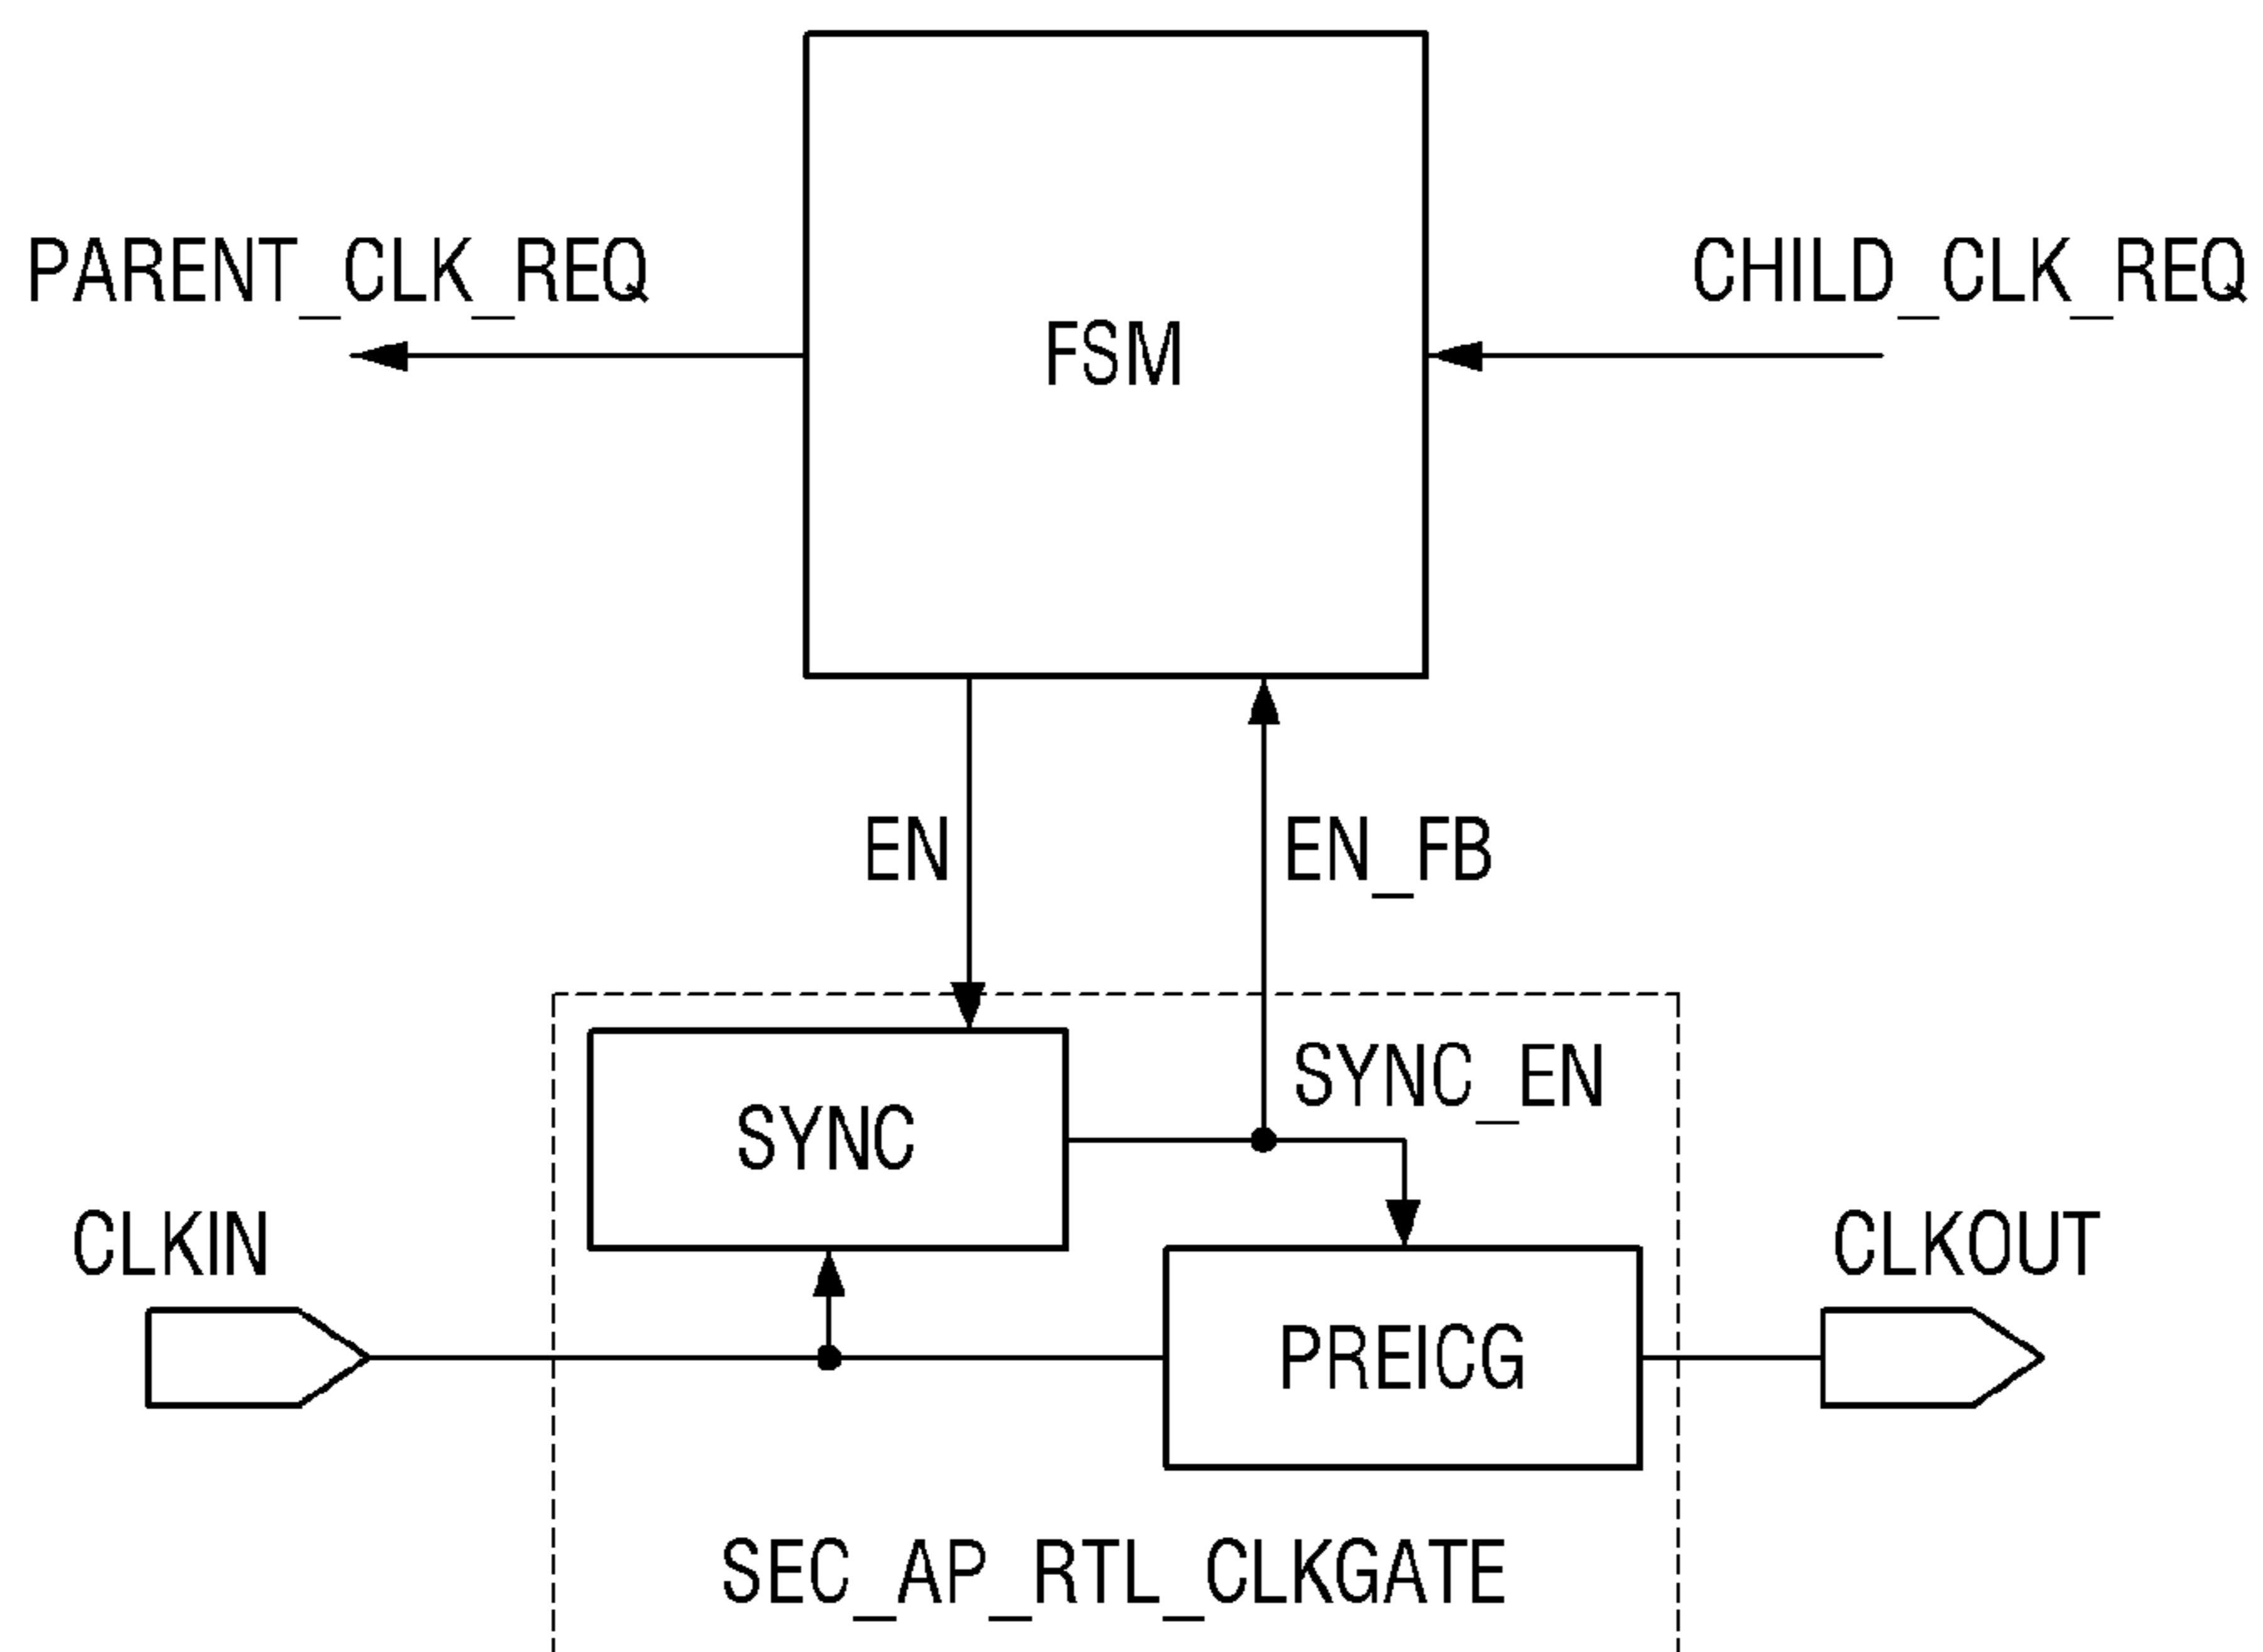 PARENT_CLK_REQ
CHILD_CLK_REQ
FSM
EN
EN_FB
SYNC_EN
SYNC
CLKIN
CLKOUT
PREICG
SEC_AP_RTL_CLKGATE